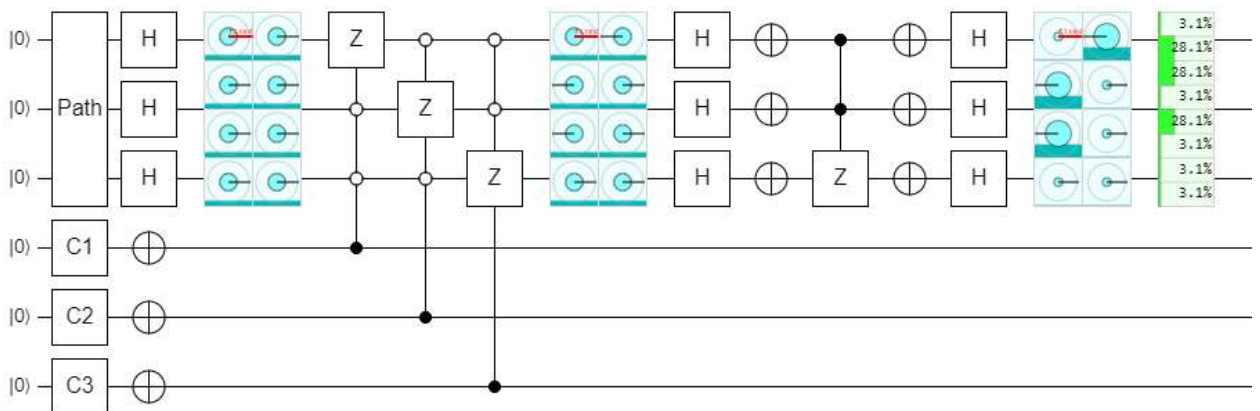 |0⟩ H Z H H 3.1%
28.1%
28.1%
|0⟩ Path H Z H H 3.1%
28.1%
3.1%
|0⟩ H Z H Z H 3.1%
3.1%
|0⟩ C1
|0⟩ C2
|0⟩ C3